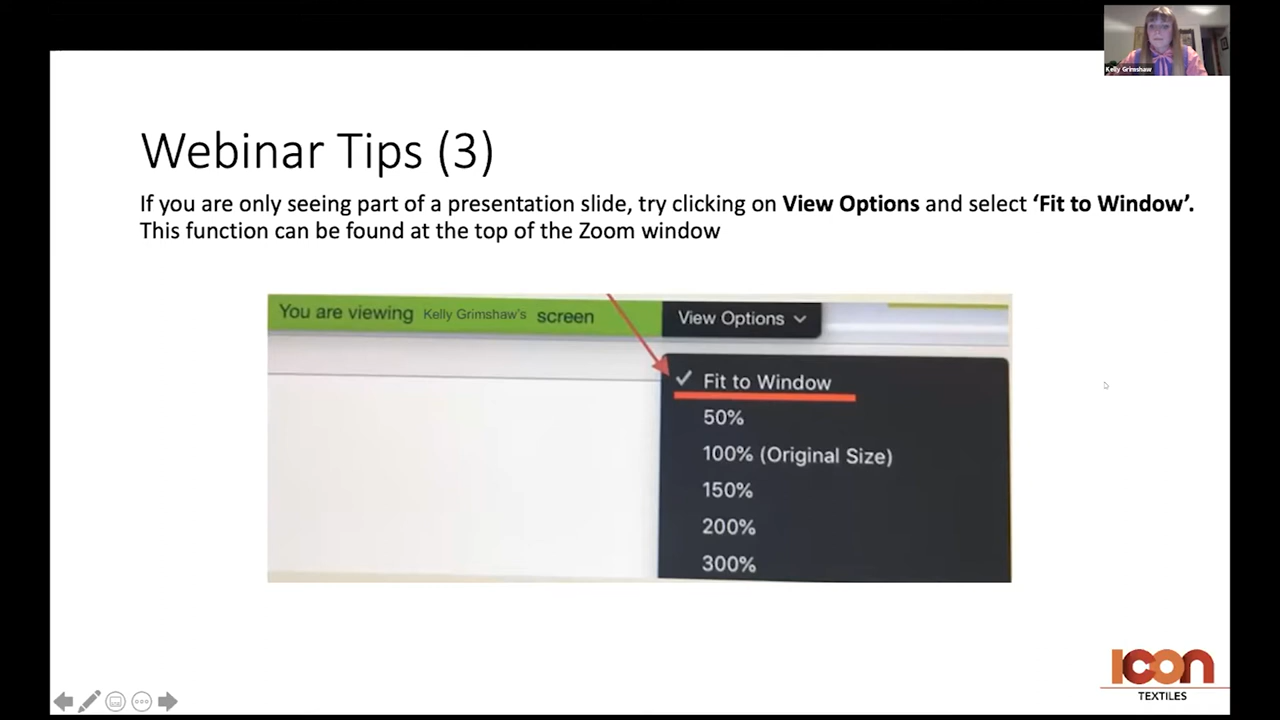 Kelly Grimshaw
Webinar Tips (3)
If you are only seeing part of a presentation slide, try clicking on View Options and select ‘Fit to Window’.
This function can be found at the top of the Zoom window
You are viewing Kelly Grimshaw's screen
View Options
Fit to Window
50%
100% (Original Size)
150%
200%
300%
ICON
TEXTILES